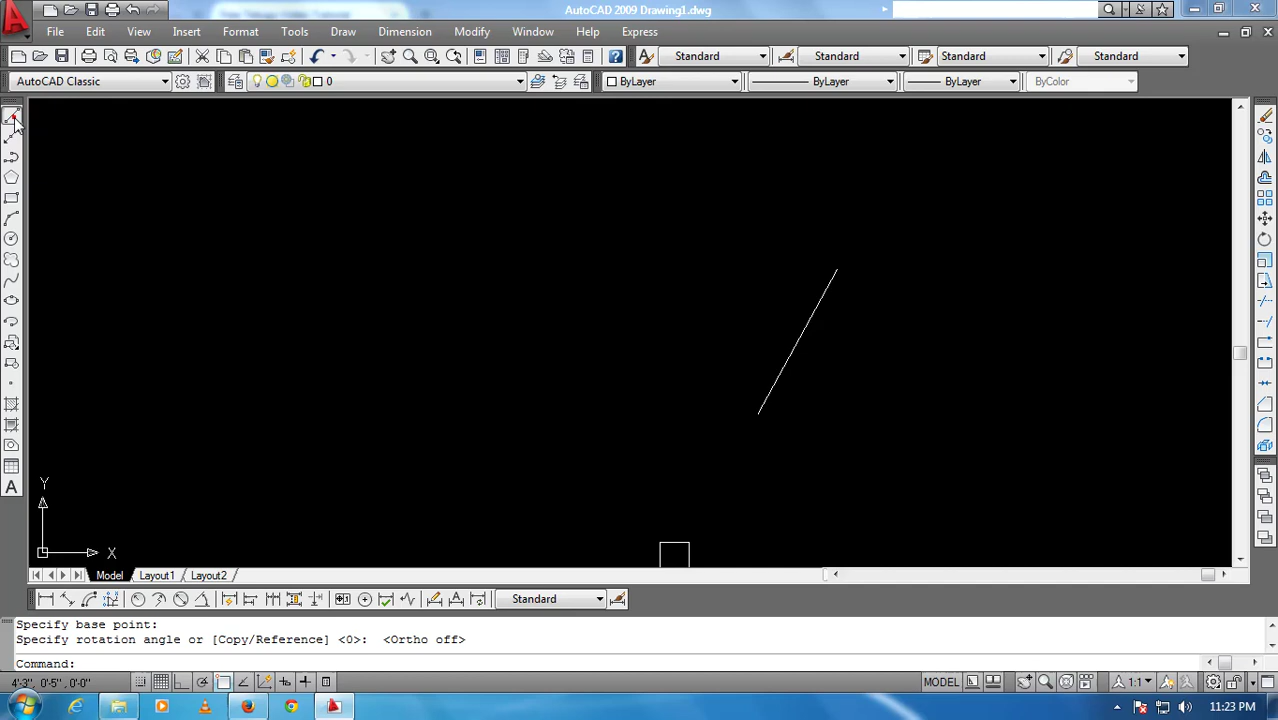 AutoCAD 2009 Drawing1.dwg
File Edit View Insert Format Tools Draw Dimension Modify Window Help Express
Standard Standard Standard Standard
AutoCAD Classic 0 ByLayer ByLayer ByLayer ByColor
Y
X
Model Layout1 Layout2
Standard
Specify base point:
Specify rotation angle or [Copy/Reference] <0>: <Ortho off>
Command:
4'-3", 0'-5", 0'-0" MODEL 1:1
11:23 PM